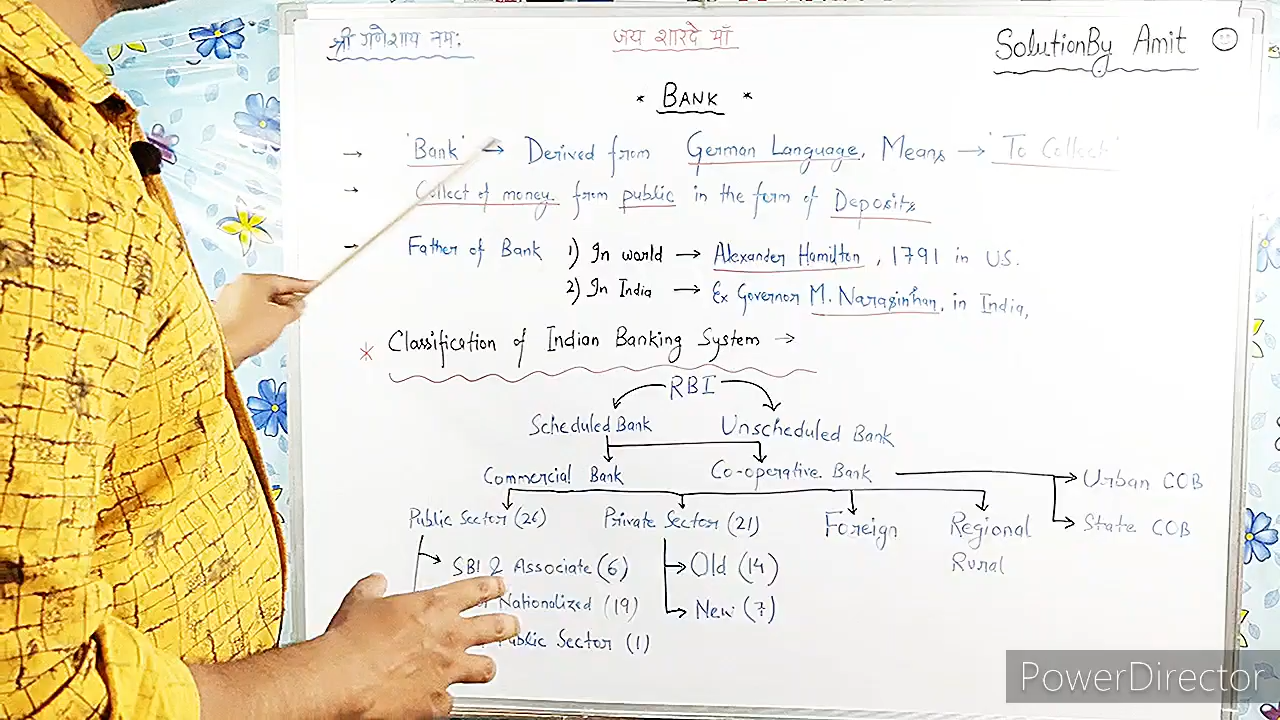 श्री गणेशाय नमः
जय शारदे माँ
SolutionBy Amit
* BANK *
→ 'Bank' → Derived from German Language, Means → 'To Collect'
→ Collect of money from public in the form of Deposits
→ Father of Bank 1) In world → Alexander Hamilton, 1791 in US.
2) In India → Ex Governor M. Narasinhan, in India,
* Classification of Indian Banking System →
RBI
Scheduled Bank Unscheduled Bank
Commercial Bank Co-operative Bank Urban COB
Public Sector (26) Private Sector (21) Foreign Regional Rural State COB
SBI & Associate (6) Old (14)
Nationalized (19) New (7)
Public Sector (1)
PowerDirector